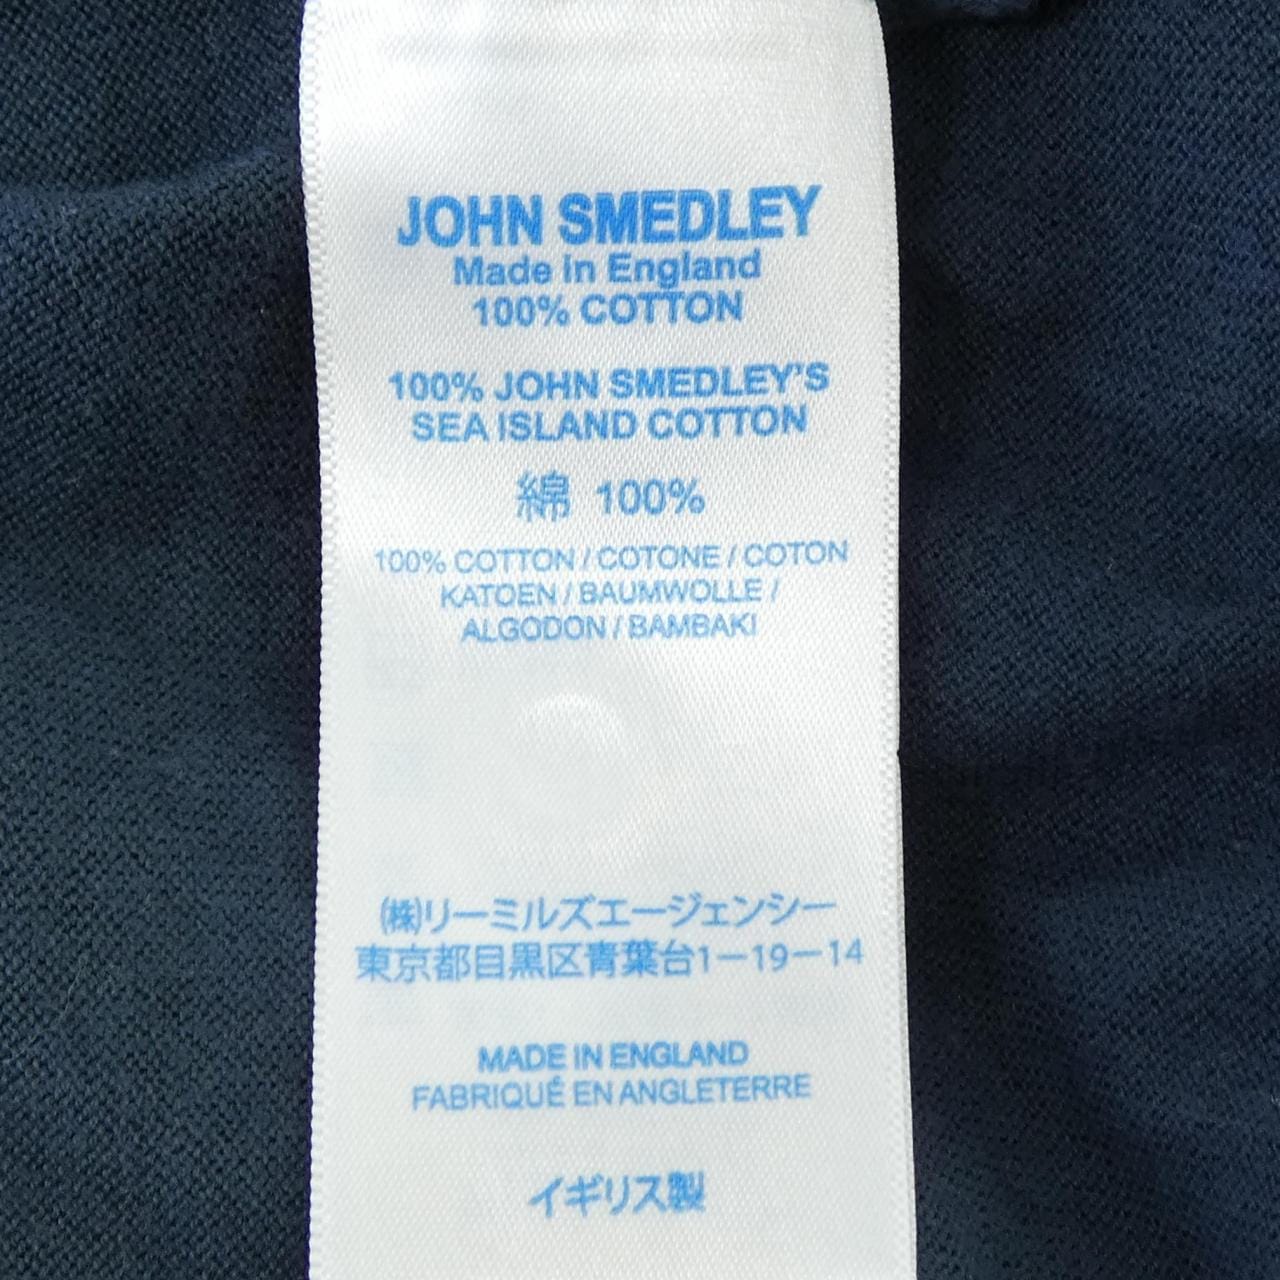 JOHN SMEDLEY
Made in England
100% COTTON
100% JOHN SMEDLEY'S
SEA ISLAND COTTON
綿 100%
100% COTTON / COTONE / COTON
KATOEN / BAUMWOLLE /
ALGODON / BAMBAKI
㈱リーミルズエージェンシー
東京都目黒区青葉台1ー19ー14
MADE IN ENGLAND
FABRIQUÉ EN ANGLETERRE
イギリス製